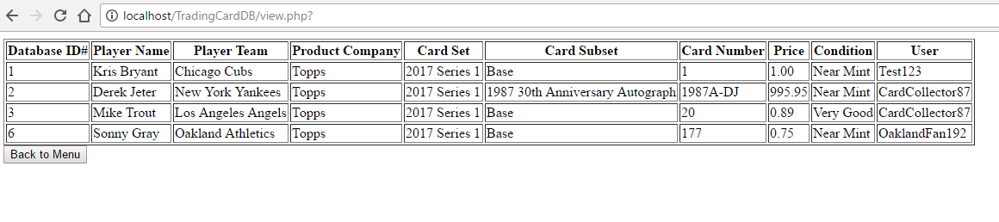 localhost/TradingCardDB/view.php?
Database ID# Player Name Player Team Product Company Card Set Card Subset Card Number Price Condition User
1 Kris Bryant Chicago Cubs Topps 2017 Series 1 Base 1 1.00 Near Mint Test123
2 Derek Jeter New York Yankees Topps 2017 Series 1 1987 30th Anniversary Autograph 1987A-DJ 995.95 Near Mint CardCollector87
3 Mike Trout Los Angeles Angels Topps 2017 Series 1 Base 20 0.89 Very Good CardCollector87
6 Sonny Gray Oakland Athletics Topps 2017 Series 1 Base 177 0.75 Near Mint OaklandFan192
Back to Menu